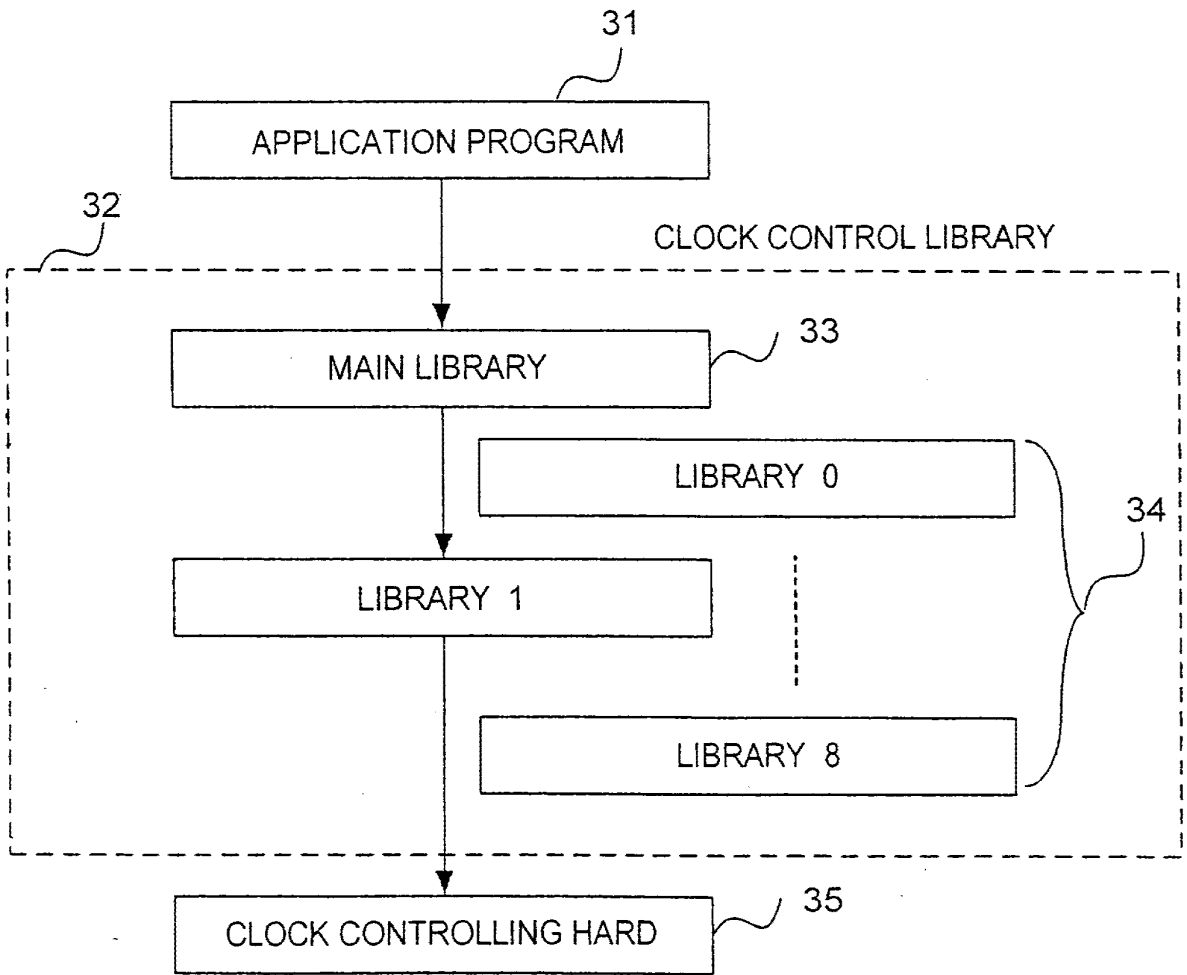 31
APPLICATION PROGRAM
32
CLOCK CONTROL LIBRARY
33
MAIN LIBRARY
LIBRARY 0
34
LIBRARY 1
LIBRARY 8
35
CLOCK CONTROLLING HARD